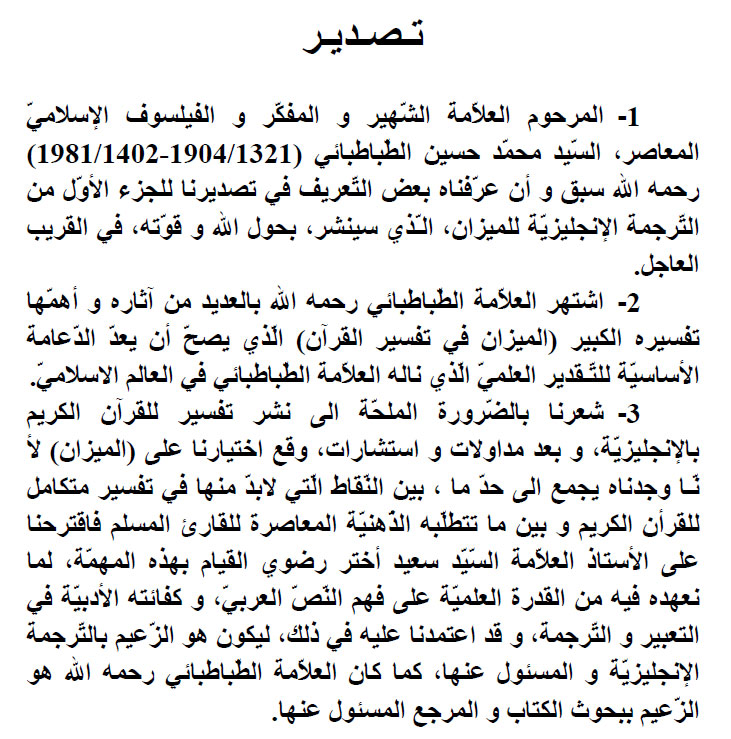 تـصـديـر
1- المرحوم العلاّمة الشّهير و المفكّر و الفيلسوف الإسلاميّ
المعاصر، السّيد محمّد حسين الطّباطبائي (1904/1321-1981/1402)
رحمه الله سبق و أن عرّفناه بعض التّعريف في تصديرنا للجزء الأوّل من
التّرجمة الإنجليزيّة للميزان، الـّذي سينشر، بحول الله و قوّته، في القريب
العاجل.
2- اشتهر العلاّمة الطّباطبائي رحمه الله بالعديد من آثاره و أهمّها
تفسيره الكبير (الميزان في تفسير القرآن) الّذي يصحّ أن يعدّ الدّعامة
الأساسيّة للتّـقدير العلميّ الّذي ناله العلاّمة الطّباطبائي في العالم الاسلاميّ.
3- شعرنا بالضّرورة الملحّة الى نشر تفسير للقرآن الكريم
بالإنجليزيّة، و بعد مداولات و استشارات، وقع اختيارنا على (الميزان) لأ
نّـا وجدناه يجمع الى حدّ ما ، بين النّقاط الّتي لابدّ منها في تفسير متكامل
للقرأن الكريم و بين ما تتطلّبه الذّهنيّة المعاصرة للقارئ المسلم فاقترحنا
على الأستاذ العلاّمة السّيّد سعيد أختر رضوي القيام بهذه المهمّة، لما
نعهده فيه من القدرة العلميّة على فهم النّصّ العربيّ، و كفائته الأدبيّة في
التعبير و التّرجمة، و قد اعتمدنا عليه في ذلك، ليكون هو الزّعيم بالتّرجمة
الإنجليزيّة و المسئول عنها، كما كان العلاّمة الطّباطبائي رحمه الله هو
الزّعيم ببحوث الكتاب و المرجع المسئول عنها.